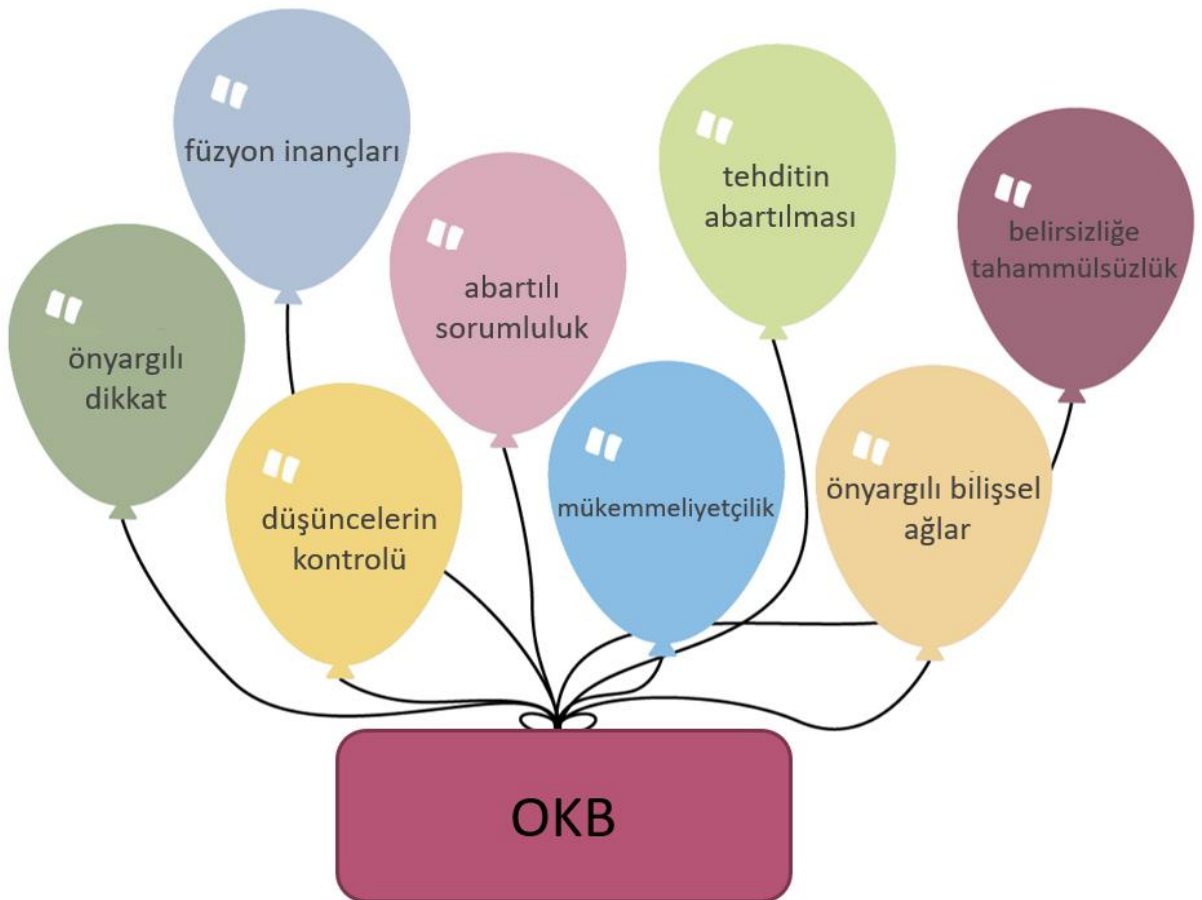 füzyon inançları
tehditin
abartılması
belirsizliğe
tahammülsüzlük
abartılı
sorumluluk
önyargılı
dikkat
düşüncelerin
kontrolü
mükemmeliyetçilik
önyargılı bilişsel
ağlar
OKB